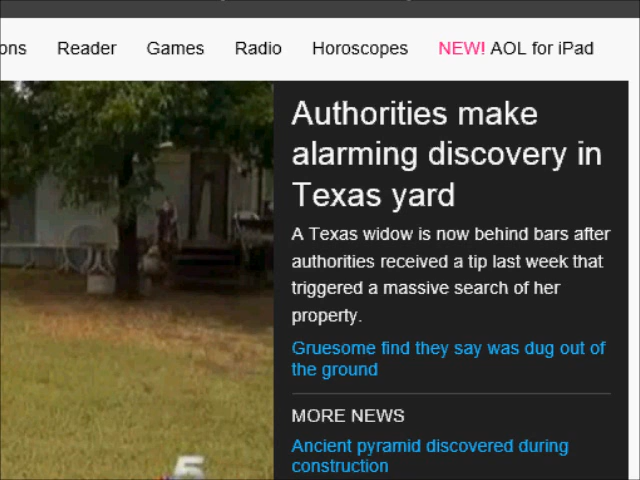 ons Reader Games Radio Horoscopes NEW! AOL for iPad
Authorities make
alarming discovery in
Texas yard
A Texas widow is now behind bars after
authorities received a tip last week that
triggered a massive search of her
property.
Gruesome find they say was dug out of
the ground
MORE NEWS
Ancient pyramid discovered during
construction
5